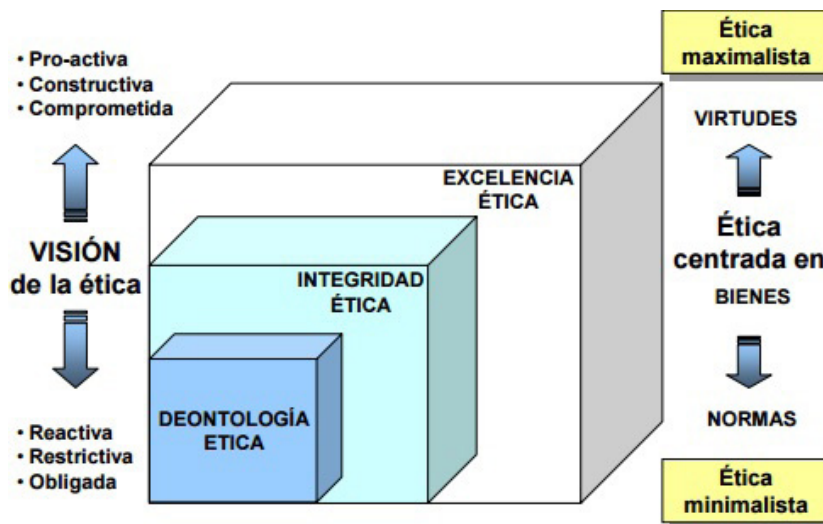 • Pro-activa
• Constructiva
• Comprometida
VISIÓN
de la ética
• Reactiva
• Restrictiva
• Obligada
EXCELENCIA
ÉTICA
INTEGRIDAD
ÉTICA
DEONTOLOGÍA
ETICA
Ética
maximalista
VIRTUDES
Ética
centrada en
BIENES
NORMAS
Ética
minimalista